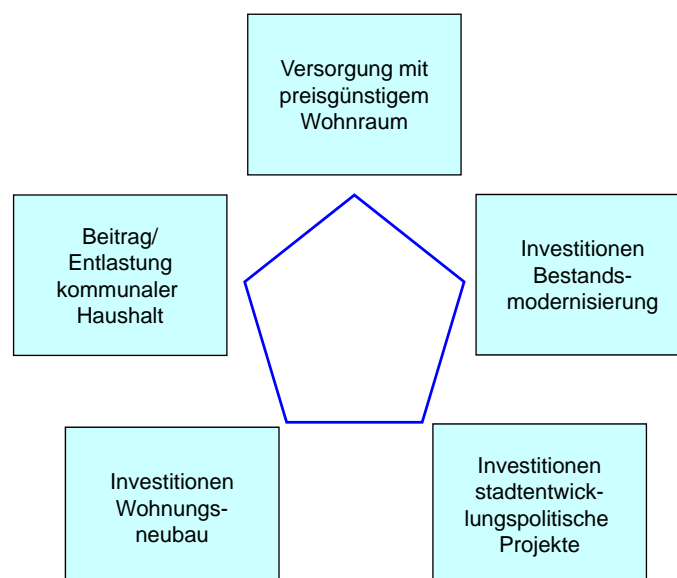 Versorgung mit
preisgünstigem
Wohnraum
Beitrag/
Entlastung
kommunaler
Haushalt
Investitionen
Bestands-
modernisierung
Investitionen
Wohnungs-
neubau
Investitionen
stadtentwick-
lungspolitische
Projekte